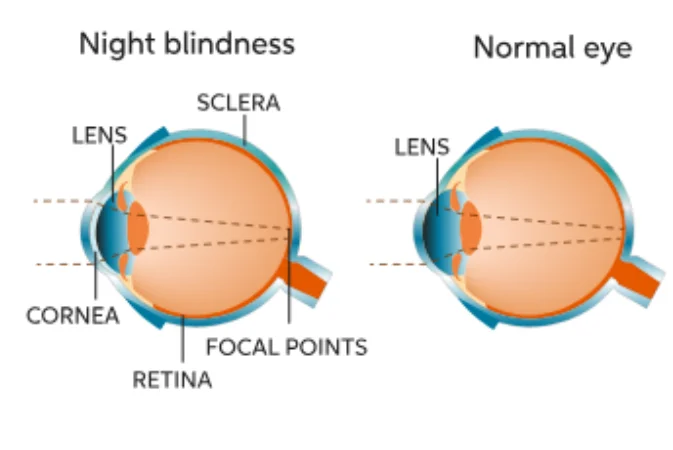 Night blindness
Normal eye
SCLERA
LENS
LENS
CORNEA
FOCAL POINTS
RETINA